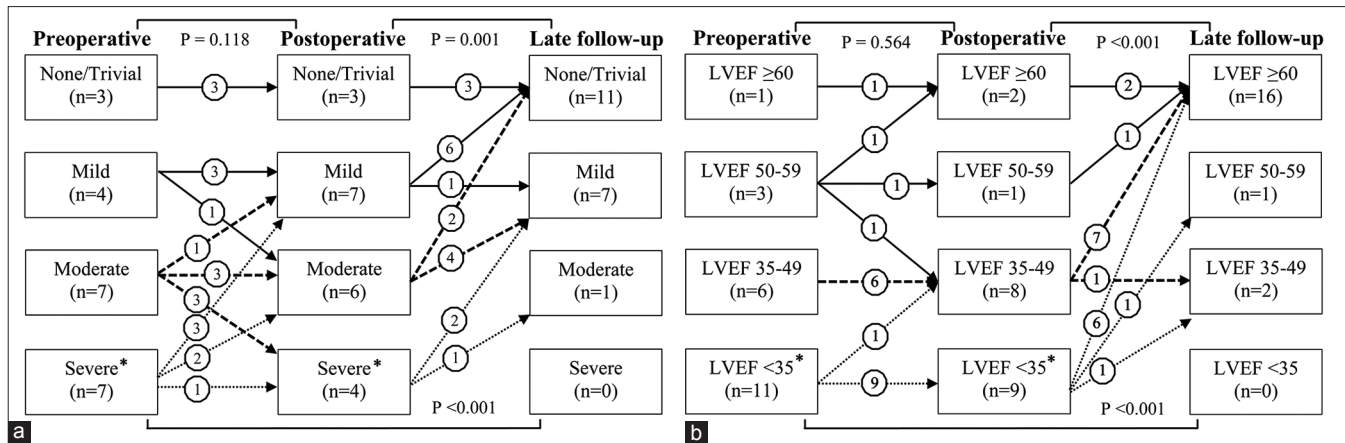 Preoperative P = 0.118 Postoperative P = 0.001 Late follow-up
None/Trivial
(n=3)
3
None/Trivial
(n=3)
3
None/Trivial
(n=11)
Mild
(n=4)
3
1
Mild
(n=7)
6
1
Mild
(n=7)
Moderate
(n=7)
1
3
3
Moderate
(n=6)
2
4
Moderate
(n=1)
Severe*
(n=7)
3
2
1
Severe*
(n=4)
2
1
Severe
(n=0)
P <0.001
a
Preoperative P = 0.564 Postoperative P <0.001 Late follow-up
LVEF ≥60
(n=1)
1
LVEF ≥60
(n=2)
2
LVEF ≥60
(n=16)
LVEF 50-59
(n=3)
1
1
1
LVEF 50-59
(n=1)
1
LVEF 50-59
(n=1)
LVEF 35-49
(n=6)
6
LVEF 35-49
(n=8)
7
1
LVEF 35-49
(n=2)
LVEF <35*
(n=11)
1
9
LVEF <35*
(n=9)
6
1
1
LVEF <35
(n=0)
P <0.001
b